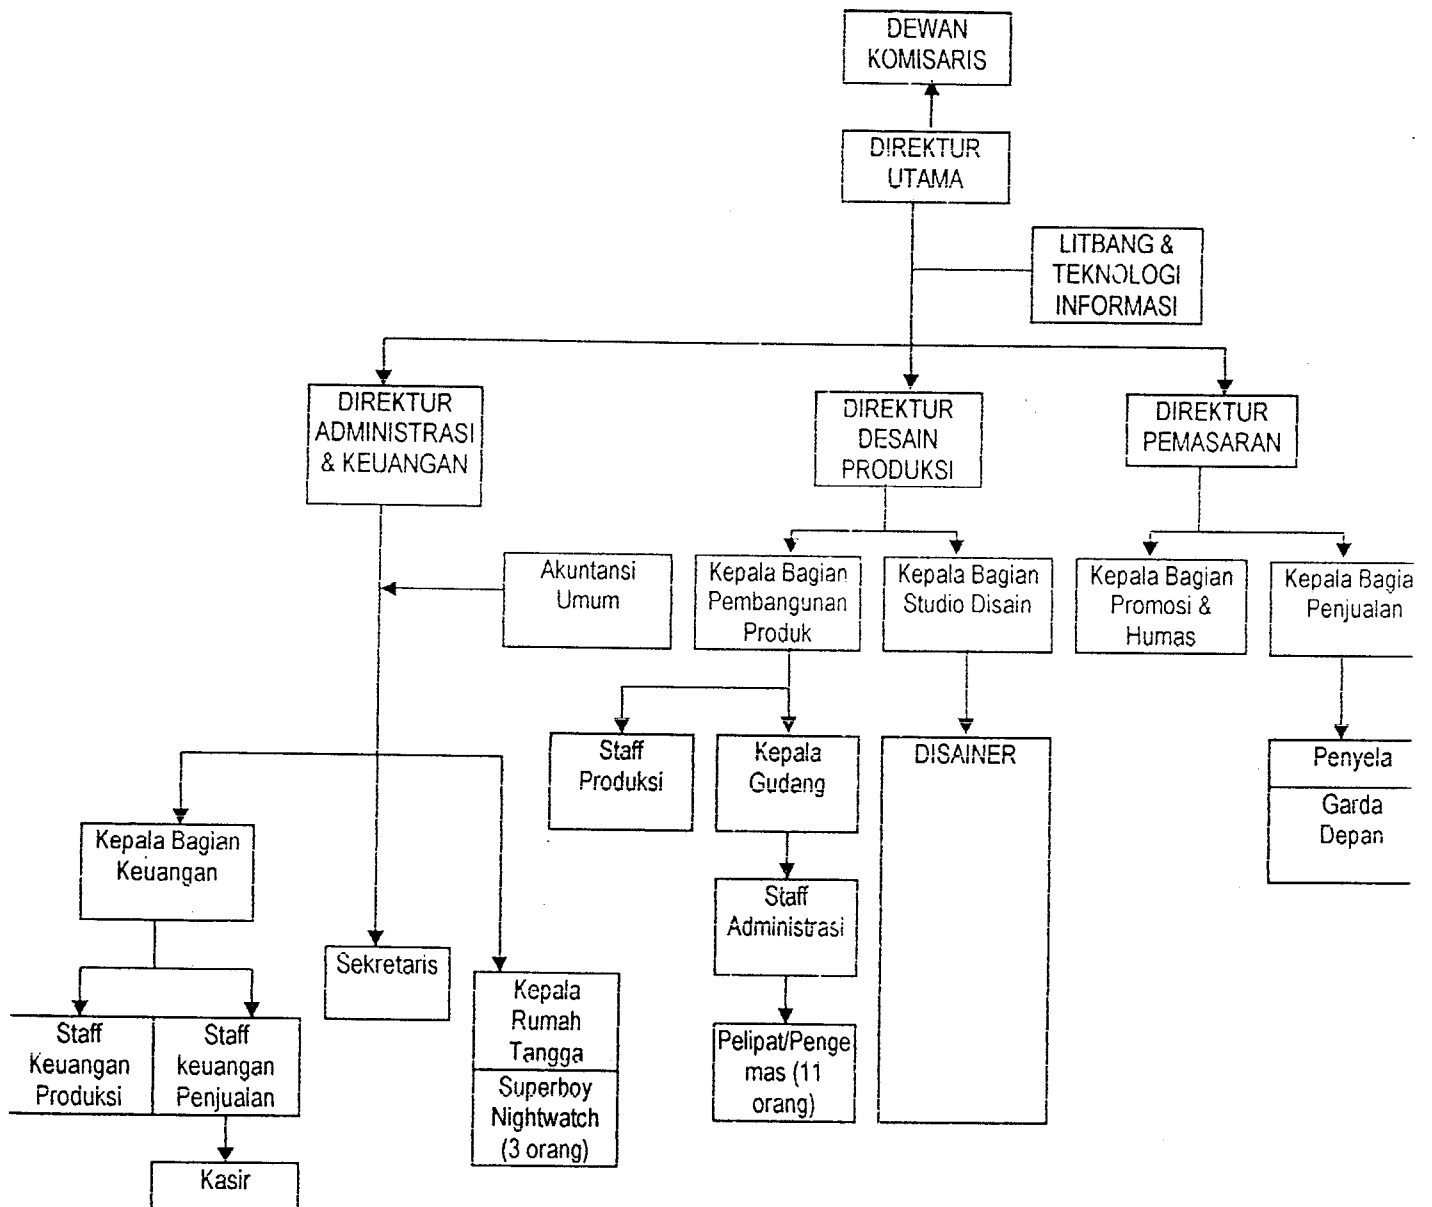 DEWAN
KOMISARIS
DIREKTUR
UTAMA
LITBANG &
TEKNOLOGI
INFORMASI
DIREKTUR
ADMINISTRASI
& KEUANGAN
DIREKTUR
DESAIN
PRODUKSI
DIREKTUR
PEMASARAN
Akuntansi
Umum
Kepala Bagian
Pembangunan
Produk
Kepala Bagian
Studio Disain
Kepala Bagian
Promosi &
Humas
Kepala Bagia
Penjualan
Staff
Produksi
Kepala
Gudang
DISAINER
Penyela
Garda
Depan
Kepala Bagian
Keuangan
Staff
Administrasi
Sekretaris
Kepala
Rumah
Tangga
Superboy
Nightwatch
(3 orang)
Staff
Keuangan
Produksi
Staff
keuangan
Penjualan
Pelipat/Penge
mas (11
orang)
Kasir